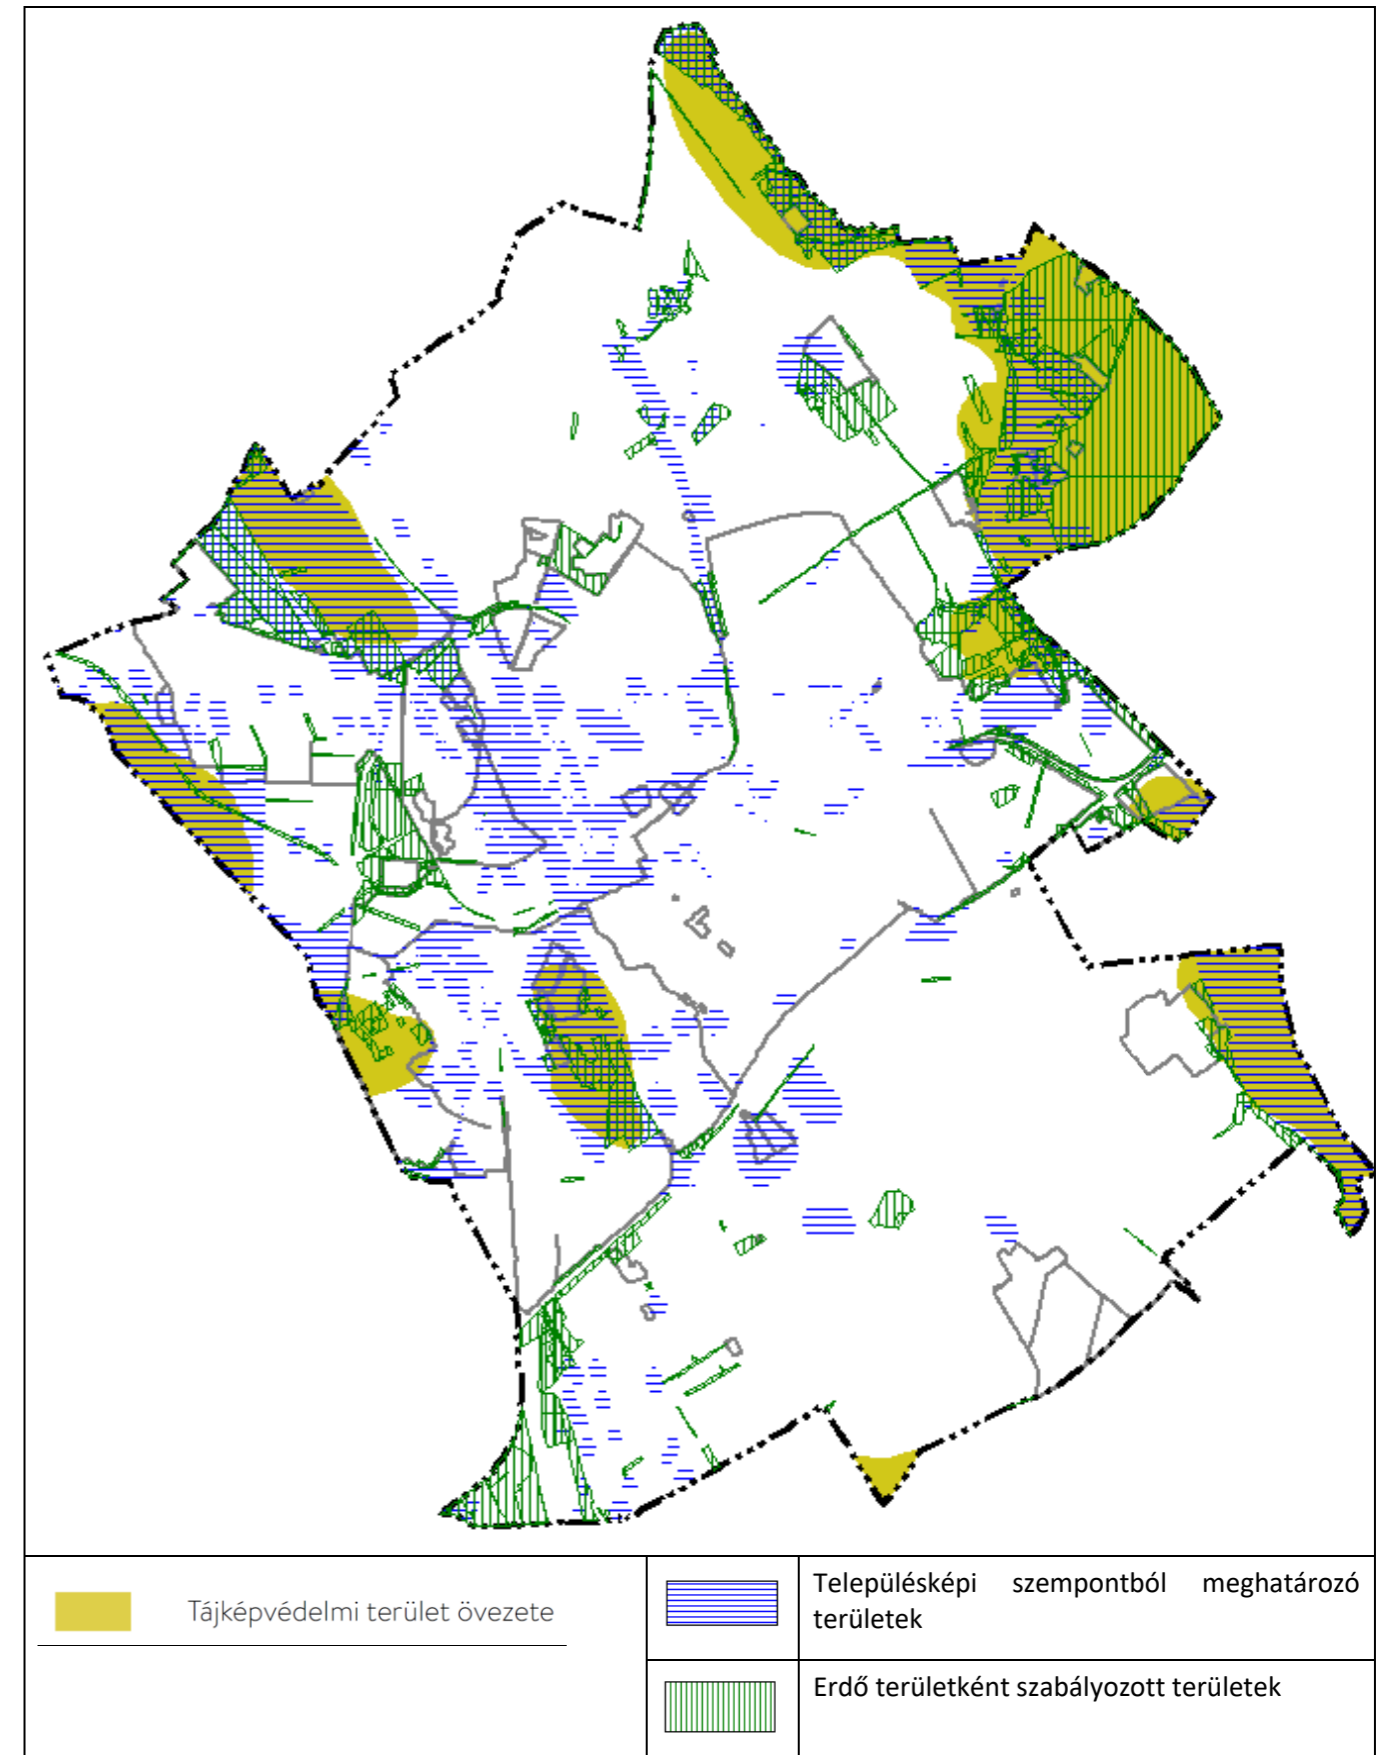 Tájképvédelmi terület övezete
Településképi szempontból meghatározó
területek
Erdő területként szabályozott területek